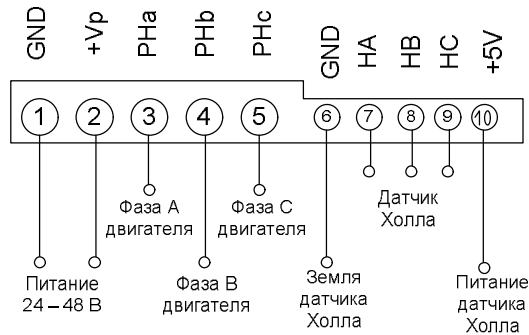 GND +Vp PHa PHb PHc GND HA HB HC +5V
1 2 3 4 5 6 7 8 9 10
Фаза А
двигателя
Фаза С
двигателя
Датчик
Холла
Питание
24 – 48 В
Фаза В
двигателя
Земля
датчика
Холла
Питание
датчика
Холла